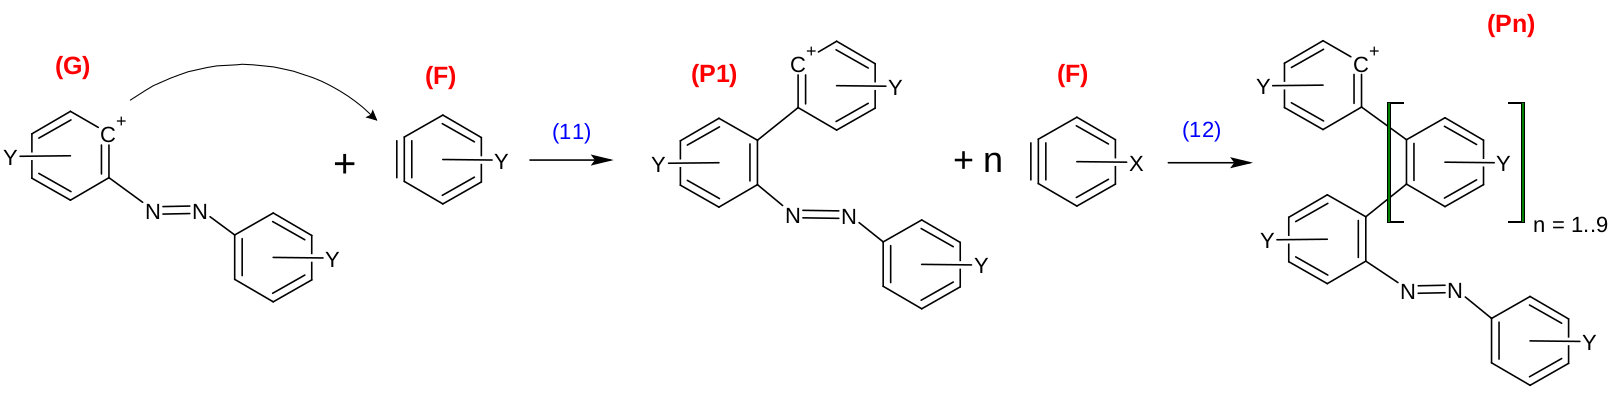 (G)
(F)
(P1)
(F)
(Pn)
C+
Y
N
N
Y
+
Y
(11)
C+
Y
Y
N
N
Y
+ n
X
(12)
C+
Y
Y
n = 1..9
Y
N
N
Y